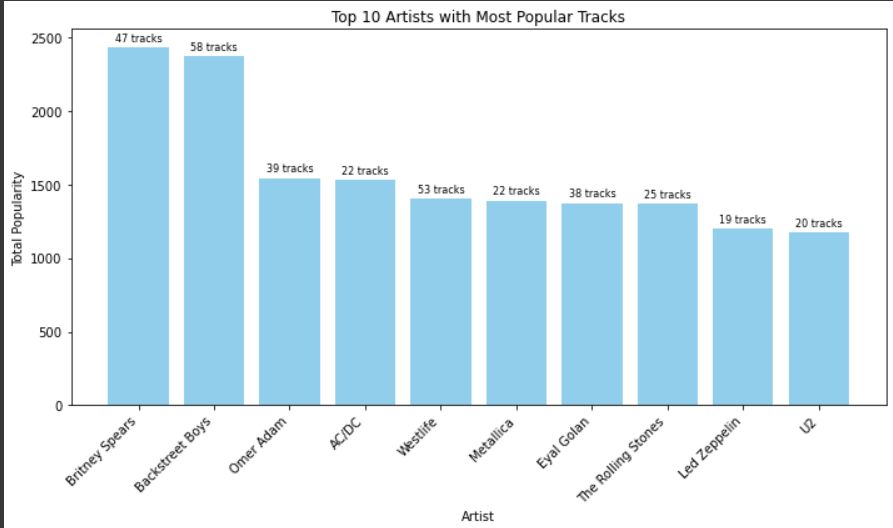 Top 10 Artists with Most Popular Tracks
Total Popularity
2500
2000
1500
1000
500
0
47 tracks
58 tracks
39 tracks
22 tracks
53 tracks
22 tracks
38 tracks
25 tracks
19 tracks
20 tracks
Britney Spears
Backstreet Boys
Omer Adam
AC/DC
Westlife
Metallica
Eyal Golan
The Rolling Stones
Led Zeppelin
U2
Artist